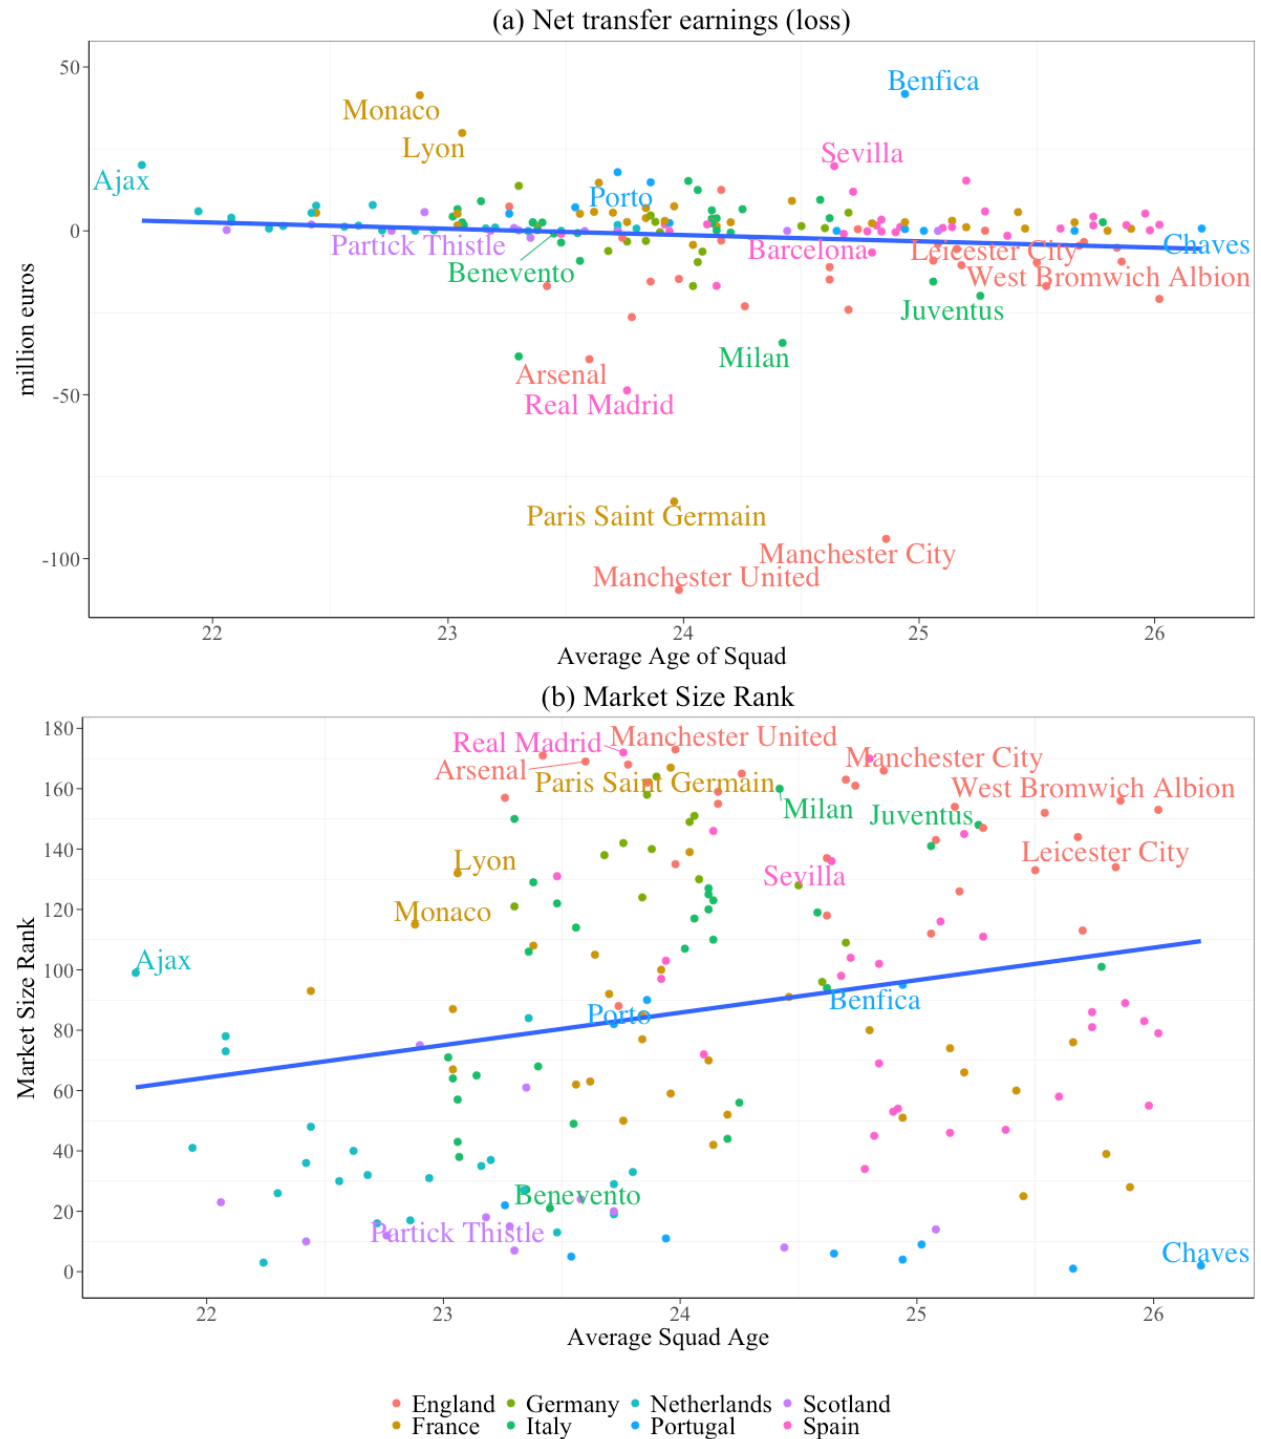 (a) Net transfer earnings (loss)
50
0
-50
-100
million euros
Benfica
Monaco
Lyon
Sevilla
Ajax
Porto
Partick Thistle
Barcelona
Leicester City
Chaves
Benevento
West Bromwich Albion
Juventus
Milan
Arsenal
Real Madrid
Paris Saint Germain
Manchester City
Manchester United
22 23 24 25 26
Average Age of Squad
(b) Market Size Rank
180
160
140
120
100
80
60
40
20
0
Market Size Rank
Real Madrid
Manchester United
Manchester City
Arsenal
Paris Saint Germain
West Bromwich Albion
Milan
Juventus
Lyon
Leicester City
Sevilla
Monaco
Ajax
Porto
Benfica
Benevento
Partick Thistle
Chaves
22 23 24 25 26
Average Squad Age
England Germany Netherlands Scotland
France Italy Portugal Spain